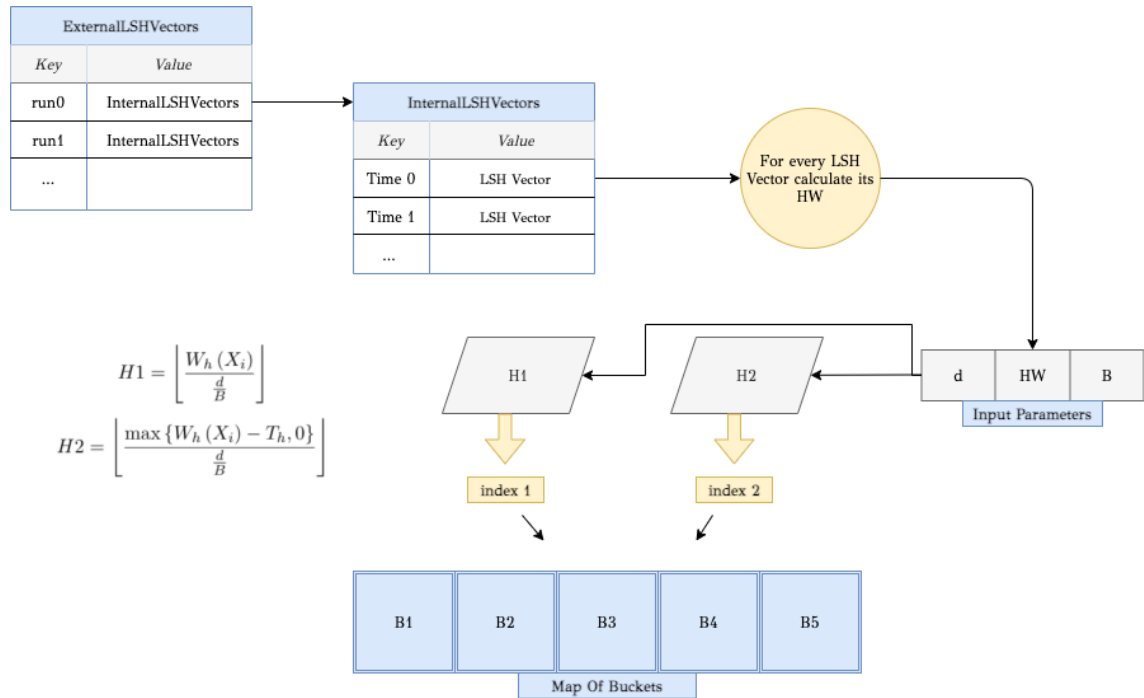 ExternalLSHVectors
Key Value
run0 InternalLSHVectors
run1 InternalLSHVectors
...
InternalLSHVectors
Key Value
Time 0 LSH Vector
Time 1 LSH Vector
...
For every LSH
Vector calculate its
HW
d HW B
Input Parameters
H1 H2
H1 = ⌊ W_h (X_i) / (d/B) ⌋
H2 = ⌊ max {W_h (X_i) − T_h, 0} / (d/B) ⌋
index 1 index 2
B1 B2 B3 B4 B5
Map Of Buckets